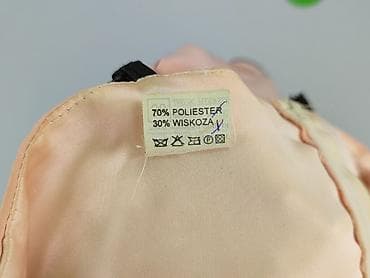 70% POLIESTER
30% WISKOZA